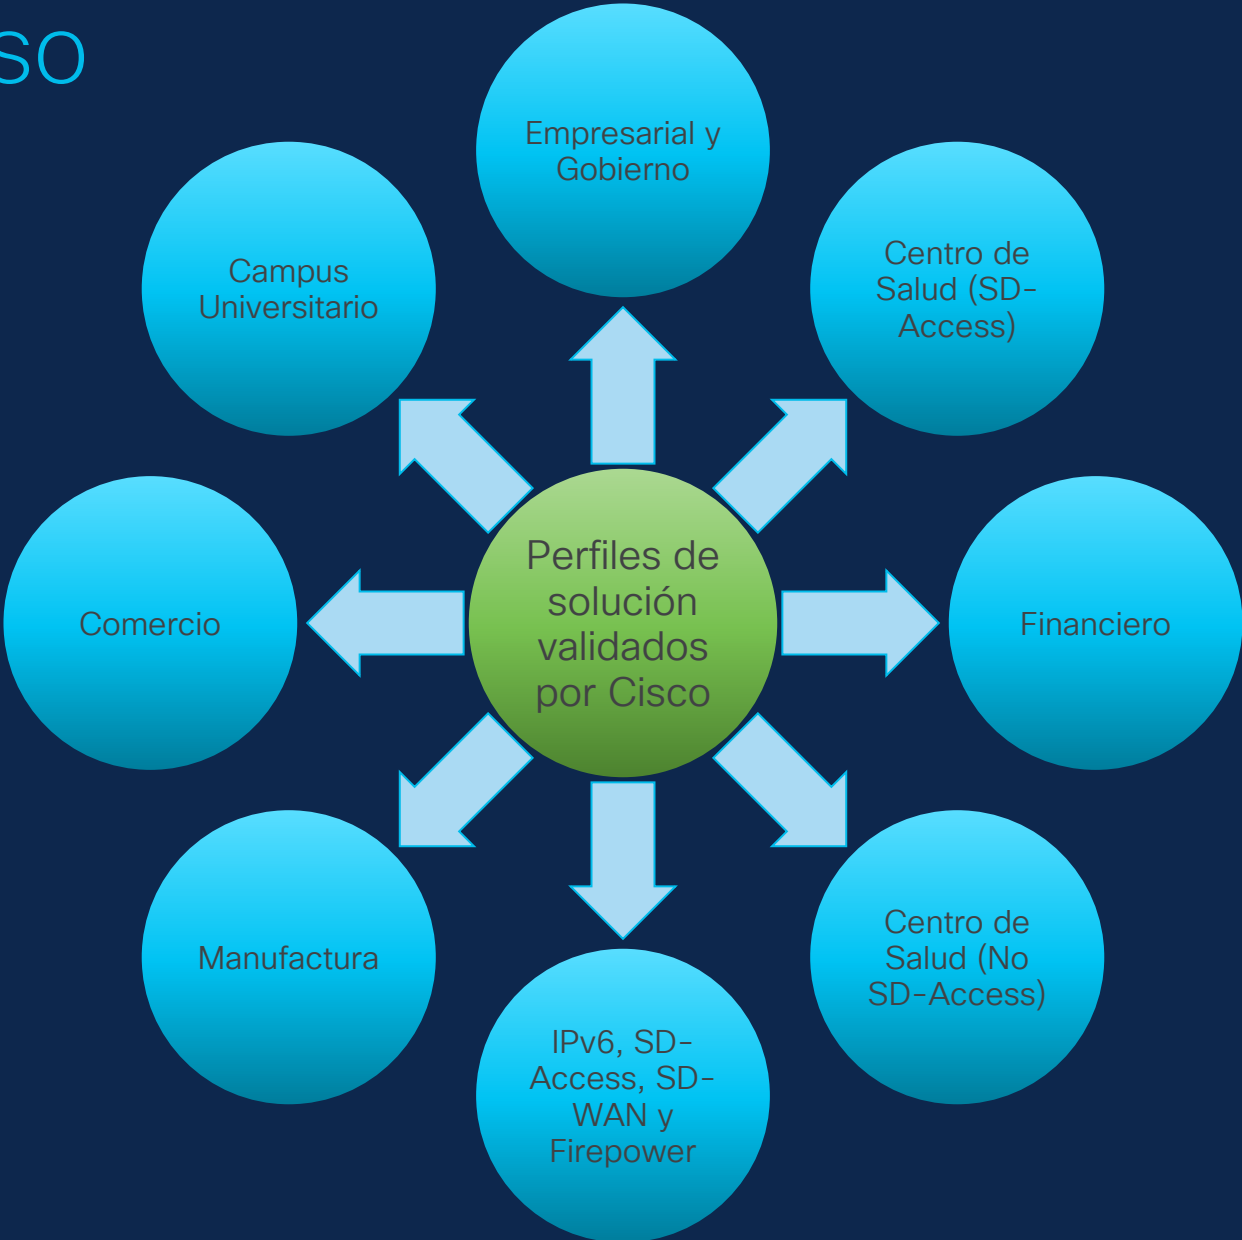 so
Empresarial y
Gobierno
Campus
Universitario
Centro de
Salud (SD-
Access)
Comercio
Perfiles de
solución
validados
por Cisco
Financiero
Manufactura
Centro de
Salud (No
SD-Access)
IPv6, SD-
Access, SD-
WAN y
Firepower